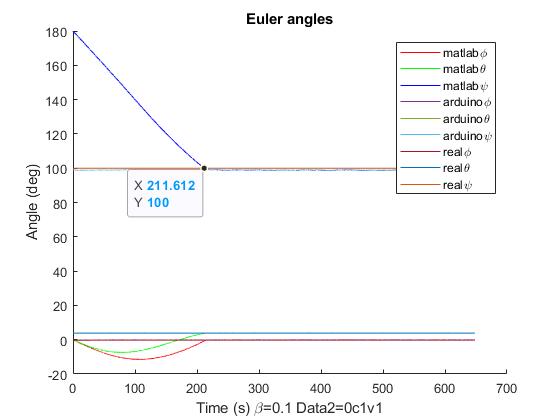 Euler angles
180
160
140
120
100
80
60
40
20
0
-20
Angle (deg)
matlab ϕ
matlab θ
matlab ψ
arduino ϕ
arduino θ
arduino ψ
real ϕ
real θ
real ψ
X 211.612
Y 100
0 100 200 300 400 500 600 700
Time (s) β=0.1 Data2=0c1v1